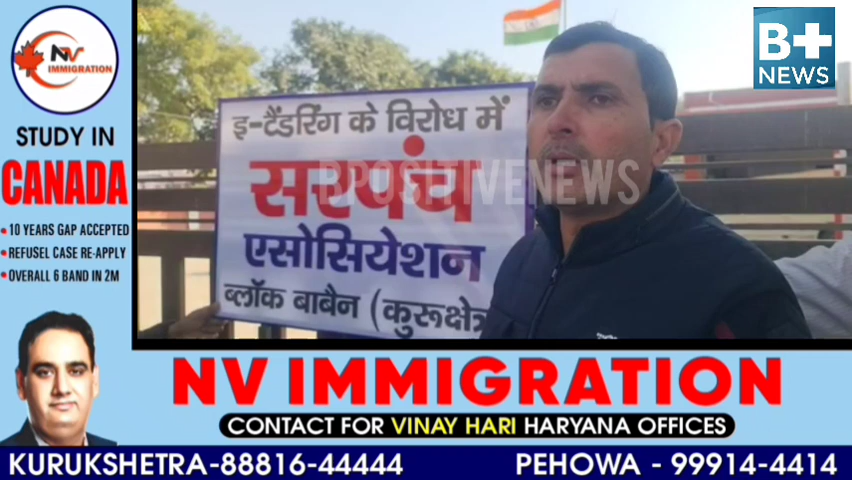 NV
IMMIGRATION
STUDY IN
CANADA
• 10 YEARS GAP ACCEPTED
• REFUSEL CASE RE-APPLY
• OVERALL 6 BAND IN 2M
B+
NEWS
इ-टैंडरिंग के विरोध में
सरपंच
BPOSITIVENEWS
एसोसियेशन
ब्लॉक बाबैन (कुरूक्षेत्र
NV IMMIGRATION
CONTACT FOR VINAY HARI HARYANA OFFICES
KURUKSHETRA-88816-44444
PEHOWA - 99914-4414